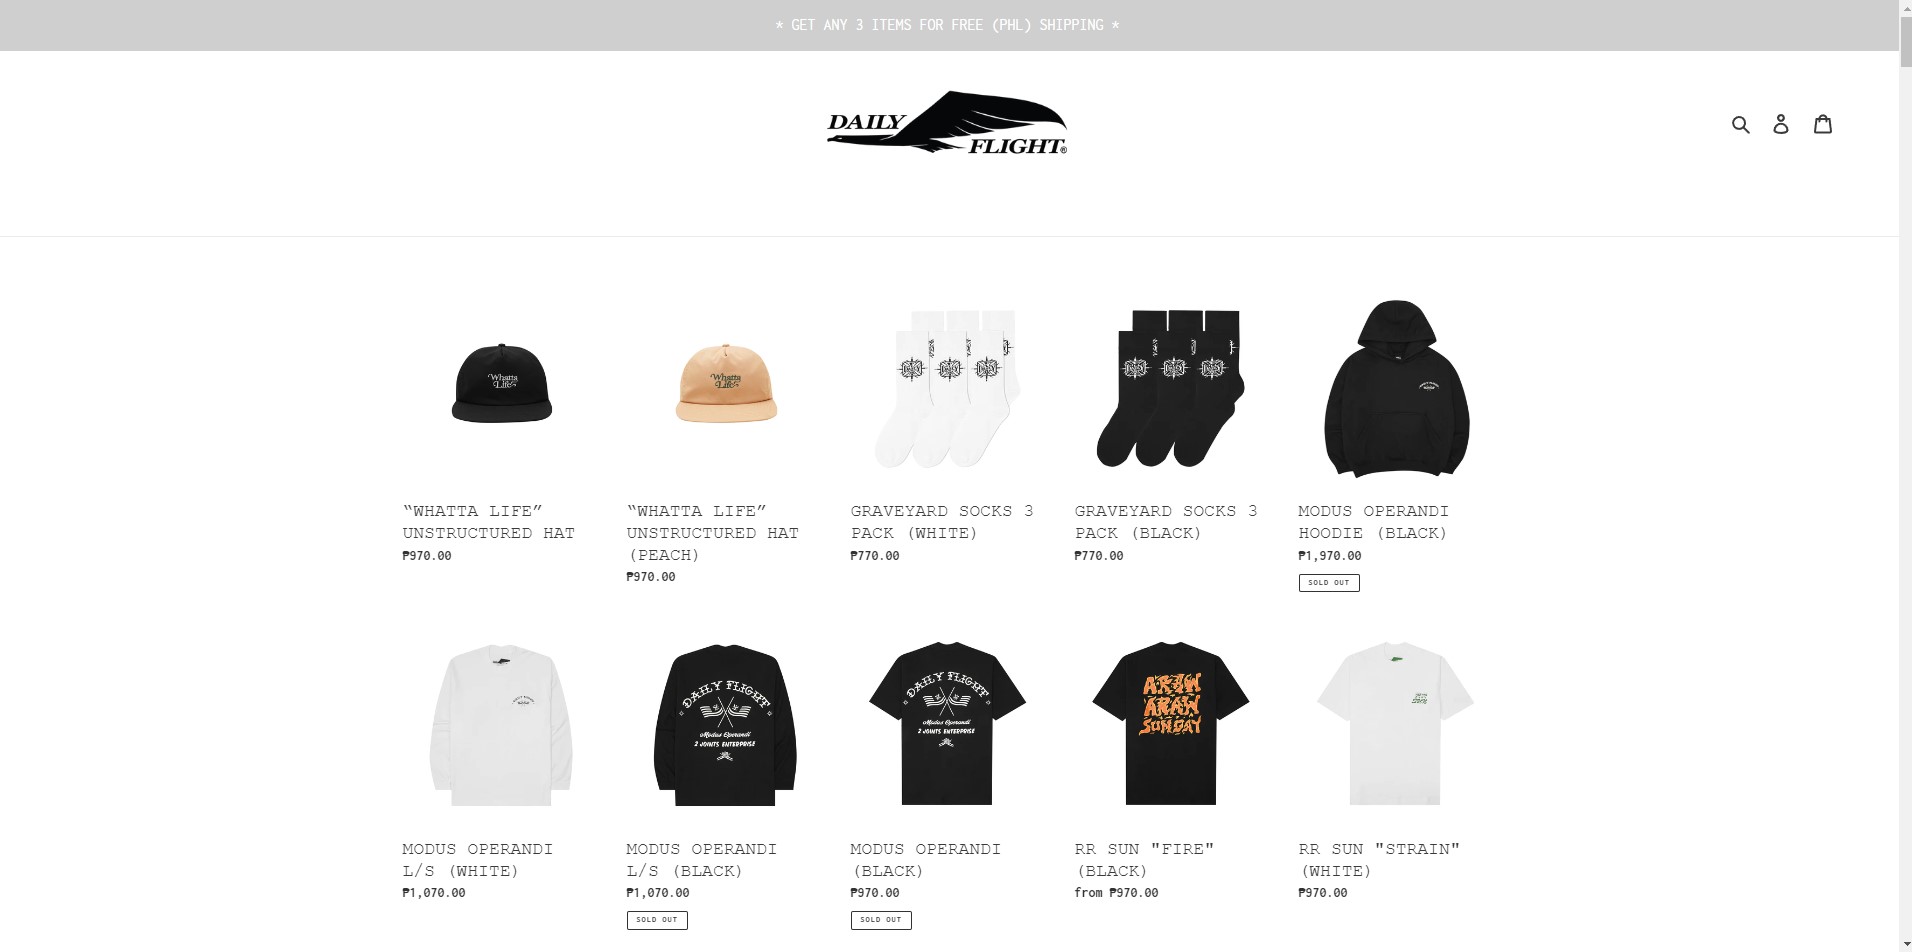 * GET ANY 3 ITEMS FOR FREE (PHL) SHIPPING *
DAILY
FLIGHT®
Whatta
Life
Whatta
Life
“WHATTA LIFE”
UNSTRUCTURED HAT
₱970.00
“WHATTA LIFE”
UNSTRUCTURED HAT
(PEACH)
₱970.00
GRAVEYARD SOCKS 3
PACK (WHITE)
₱770.00
GRAVEYARD SOCKS 3
PACK (BLACK)
₱770.00
MODUS OPERANDI
HOODIE (BLACK)
₱1,970.00
SOLD OUT
DAILY FLIGHT
Modus Operandi
2 JOINTS ENTERPRISE
DAILY FLIGHT
Modus Operandi
2 JOINTS ENTERPRISE
ARAW
ARAW
SUNDAY
MODUS OPERANDI
L/S (WHITE)
₱1,070.00
MODUS OPERANDI
L/S (BLACK)
₱1,070.00
SOLD OUT
MODUS OPERANDI
(BLACK)
₱970.00
SOLD OUT
RR SUN "FIRE"
(BLACK)
from ₱970.00
RR SUN "STRAIN"
(WHITE)
₱970.00